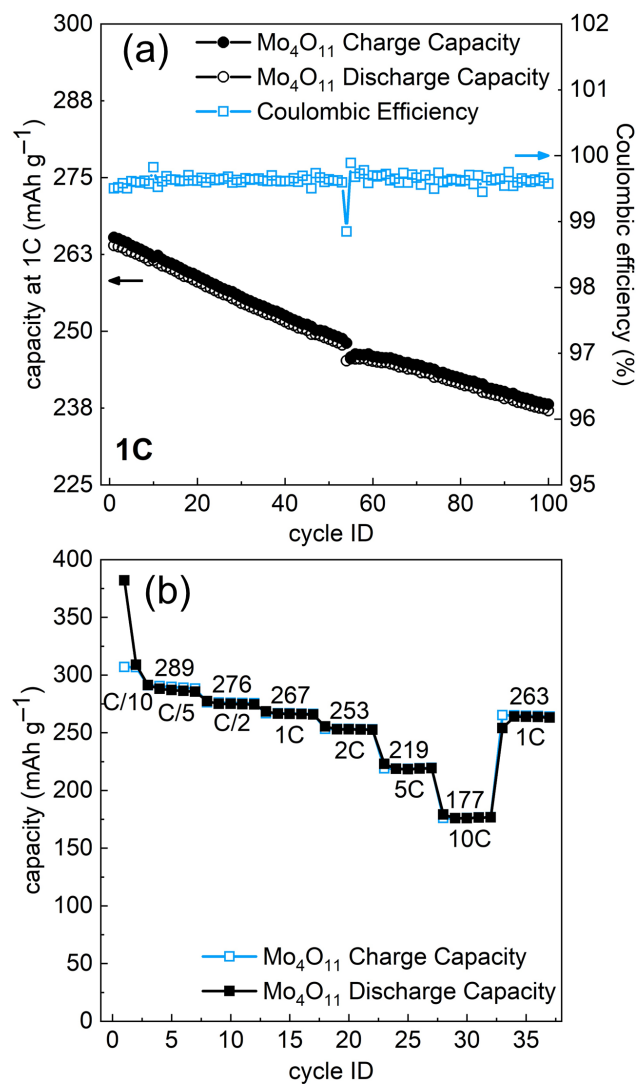 (a)
Mo₄O₁₁ Charge Capacity
Mo₄O₁₁ Discharge Capacity
Coulombic Efficiency
capacity at 1C (mAh g⁻¹)
300
288
275
263
250
238
225
102
101
100
99
98
97
96
95
Coulombic efficiency (%)
1C
0 20 40 60 80 100
cycle ID
(b)
capacity (mAh g⁻¹)
400
350
300
250
200
150
100
50
0
C/10
289
C/5
276
C/2
267
1C
253
2C
219
5C
177
10C
263
1C
Mo₄O₁₁ Charge Capacity
Mo₄O₁₁ Discharge Capacity
0 5 10 15 20 25 30 35
cycle ID